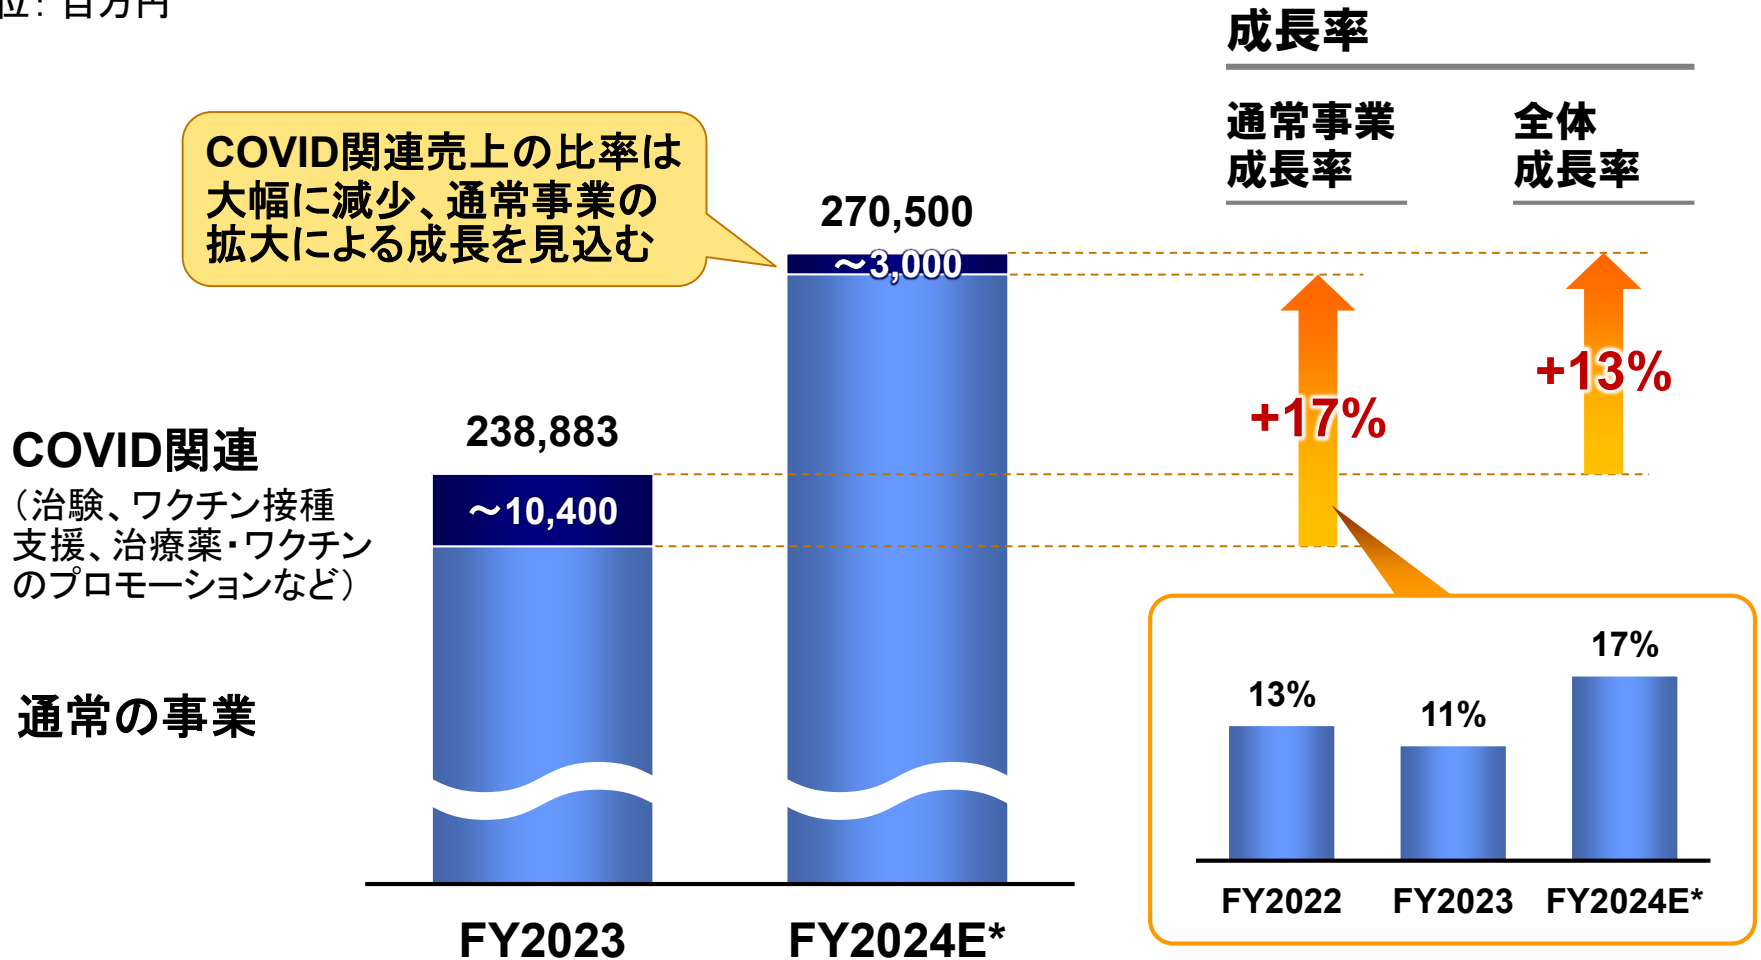 位：百万円
成長率
通常事業
成長率
全体
成長率
COVID関連売上の比率は
大幅に減少、通常事業の
拡大による成長を見込む
270,500
～3,000
+13%
+17%
238,883
～10,400
COVID関連
（治験、ワクチン接種
支援、治療薬・ワクチン
のプロモーションなど）
通常の事業
13%
11%
17%
FY2022
FY2023
FY2024E*
FY2023
FY2024E*